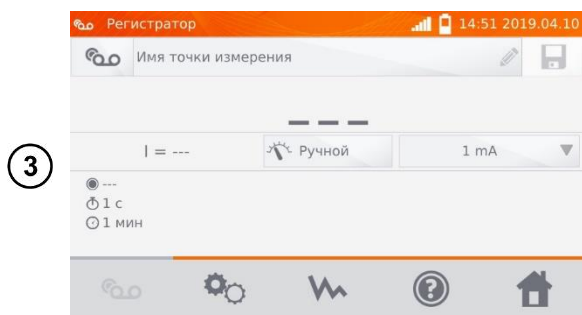 Регистратор 14:51 2019.04.10
Имя точки измерения
---
I = --- Ручной 1 mA
3
---
1 с
1 мин